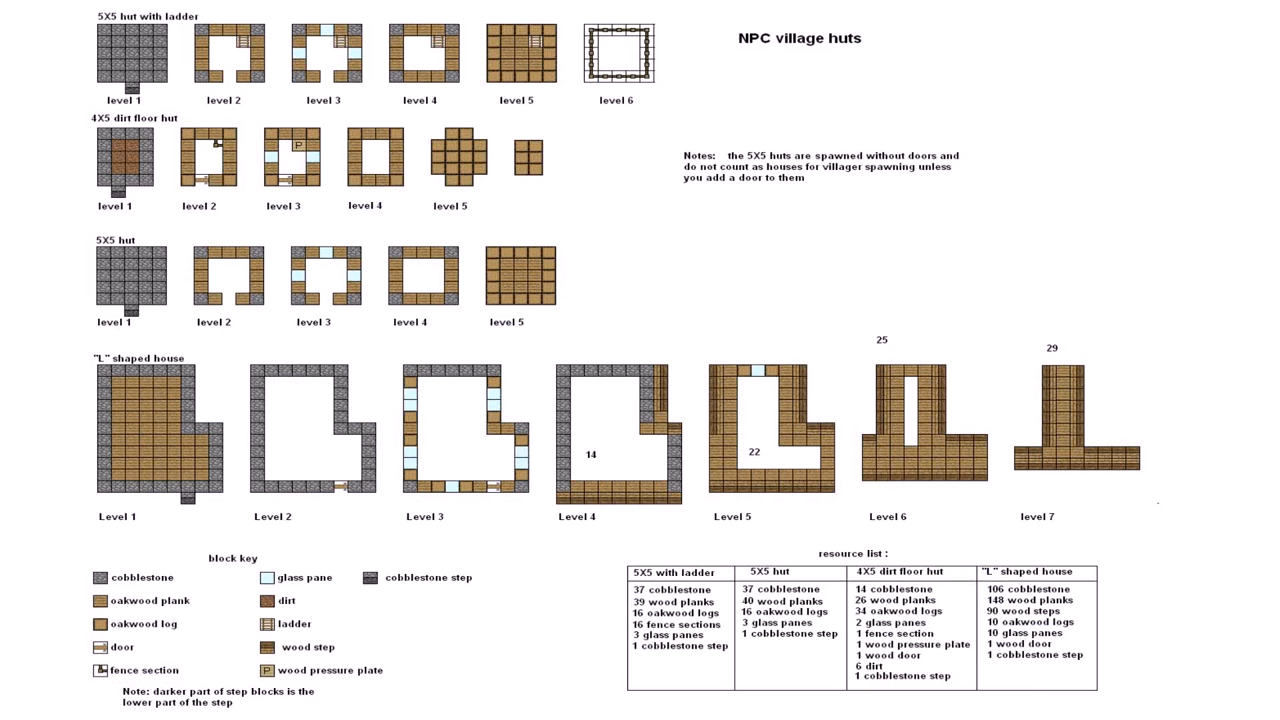 5X5 hut with ladder
NPC village huts
level 1
level 2
level 3
level 4
level 5
level 6
4X5 dirt floor hut
P
Notes: the 5X5 huts are spawned without doors and
do not count as houses for villager spawning unless
you add a door to them
level 1
level 2
level 3
level 4
level 5
5X5 hut
level 1
level 2
level 3
level 4
level 5
25
29
"L" shaped house
14
22
Level 1
Level 2
Level 3
Level 4
Level 5
Level 6
level 7
block key
cobblestone
glass pane
cobblestone step
oakwood plank
dirt
oakwood log
ladder
door
wood step
fence section
P
wood pressure plate
Note: darker part of step blocks is the
lower part of the step
resource list :
5X5 with ladder
37 cobblestone
39 wood planks
16 oakwood logs
16 fence sections
3 glass panes
1 cobblestone step
5X5 hut
37 cobblestone
40 wood planks
16 oakwood logs
3 glass panes
1 cobblestone step
4X5 dirt floor hut
14 cobblestone
26 wood planks
34 oakwood logs
2 glass panes
1 fence section
1 wood pressure plate
1 wood door
6 dirt
1 cobblestone step
"L" shaped house
106 cobblestone
148 wood planks
90 wood steps
10 oakwood logs
10 glass panes
1 wood door
1 cobblestone step